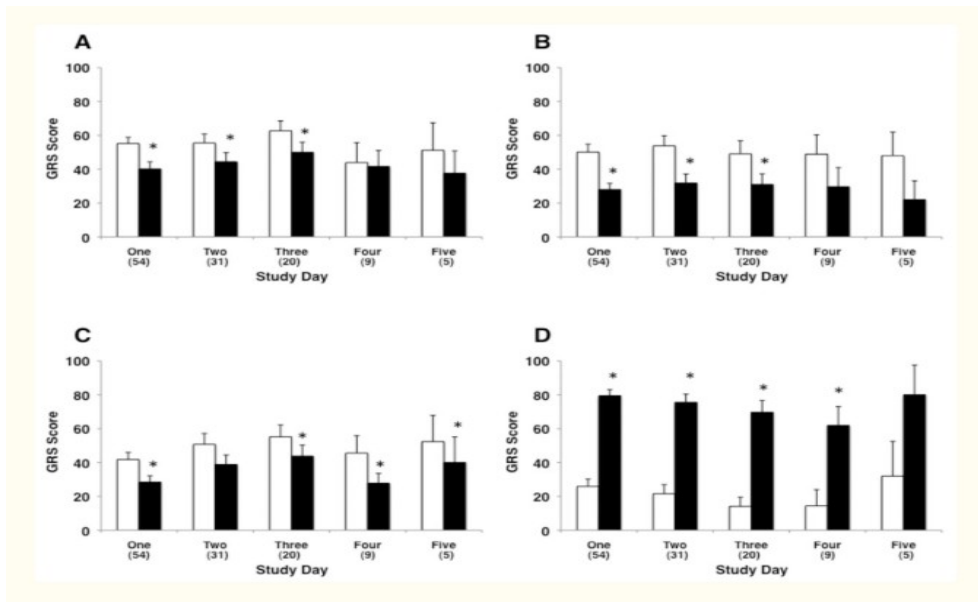 A
GRS Score
100
80
60
40
20
0
* * *
One Two Three Four Five
(54) (31) (20) (9) (5)
Study Day
B
GRS Score
100
80
60
40
20
0
* * *
One Two Three Four Five
(54) (31) (20) (9) (5)
Study Day
C
GRS Score
100
80
60
40
20
0
* * * *
One Two Three Four Five
(54) (31) (20) (9) (5)
Study Day
D
GRS Score
100
80
60
40
20
0
* * * *
One Two Three Four Five
(54) (31) (20) (9) (5)
Study Day